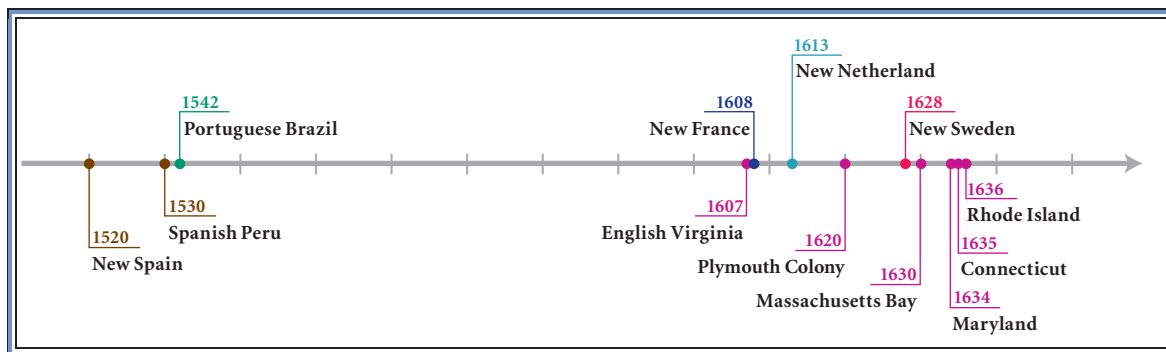 1613
New Netherland
1542
Portuguese Brazil
1608
New France
1628
New Sweden
1520
New Spain
1530
Spanish Peru
1607
English Virginia
1620
Plymouth Colony
1630
Massachusetts Bay
1636
Rhode Island
1635
Connecticut
1634
Maryland